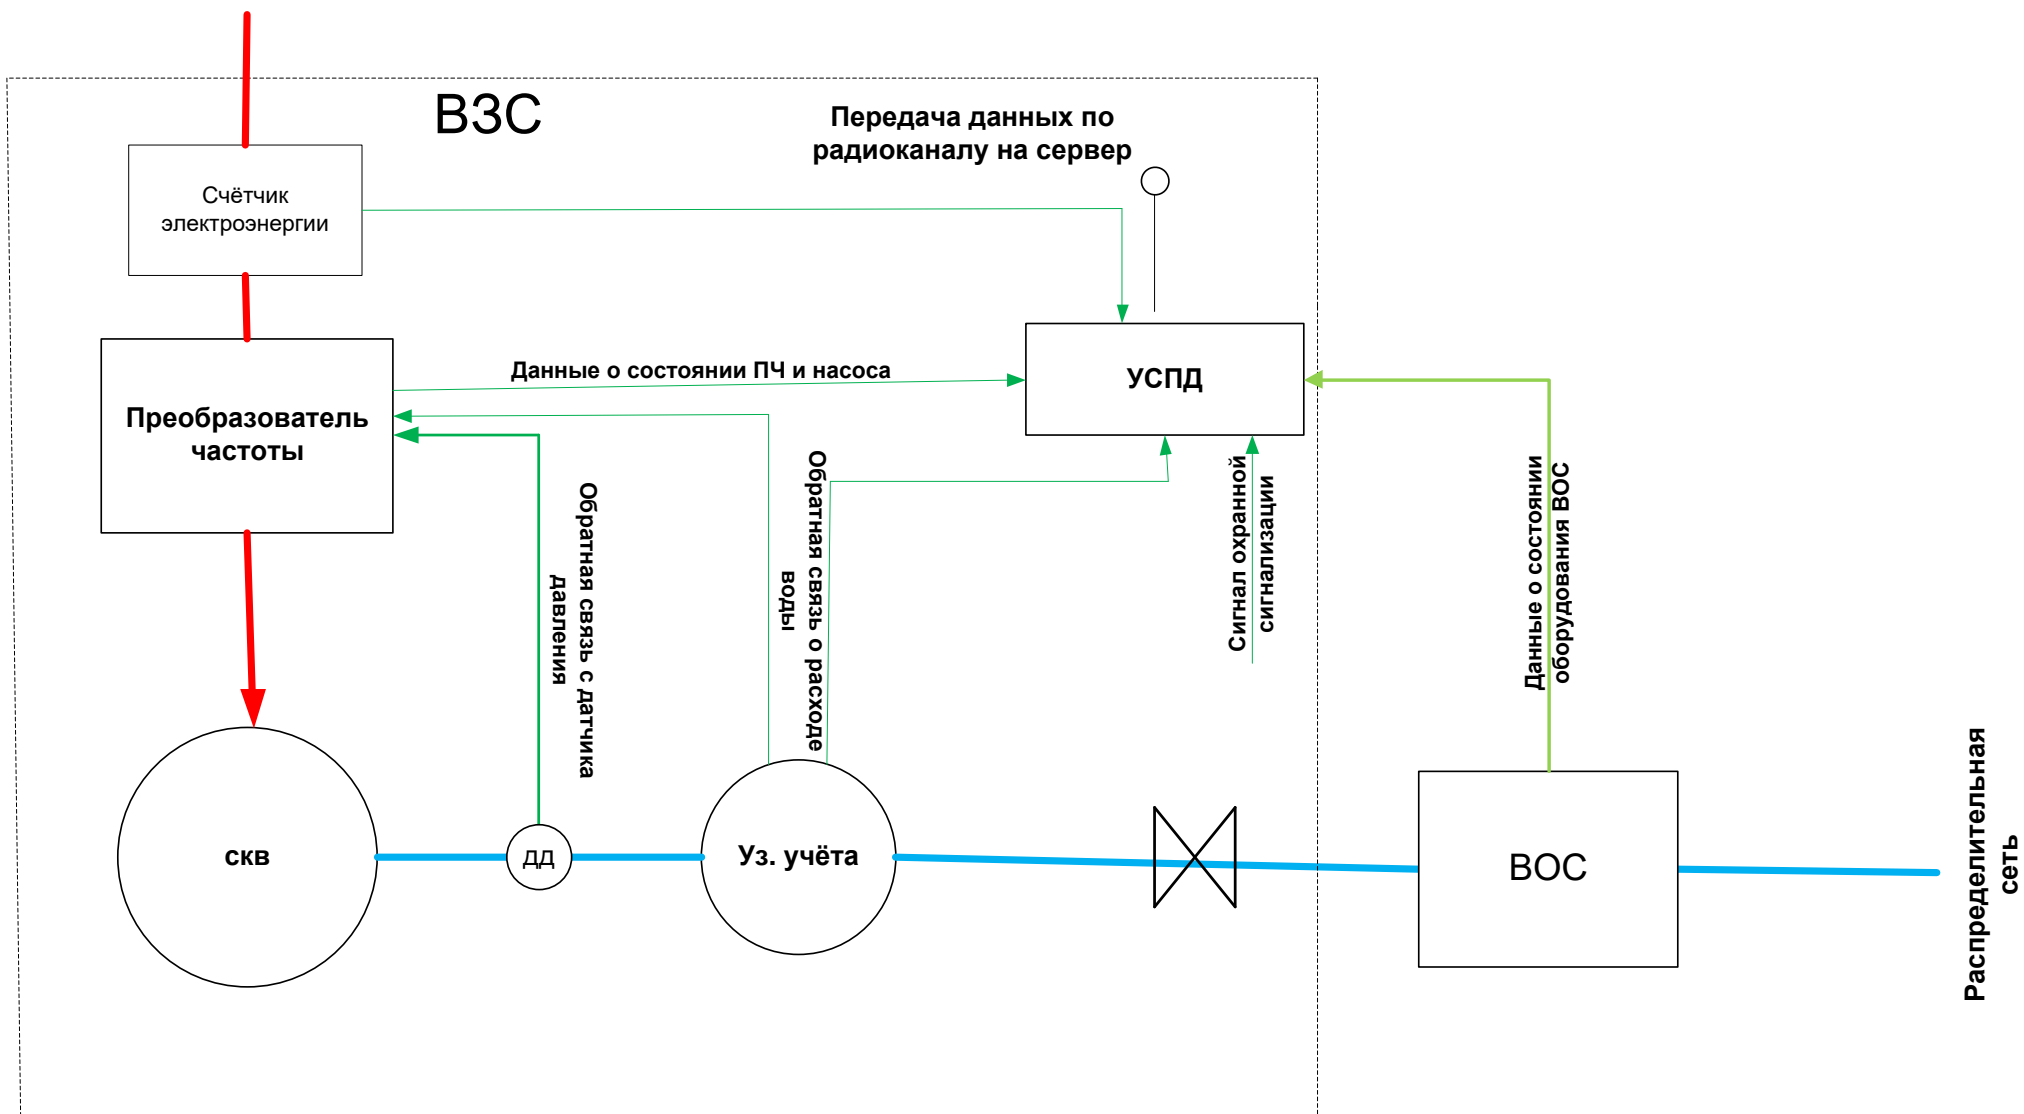 ВЗС
Передача данных по
радиоканалу на сервер
Счётчик
электроэнергии
Данные о состоянии ПЧ и насоса
УСПД
Преобразователь
частоты
Обратная связь с датчика
давления
Обратная связь о расходе
воды
Сигнал охранной
сигнализации
Данные о состоянии
оборудования ВОС
скв
дд
Уз. учёта
ВОС
Распределительная
сеть